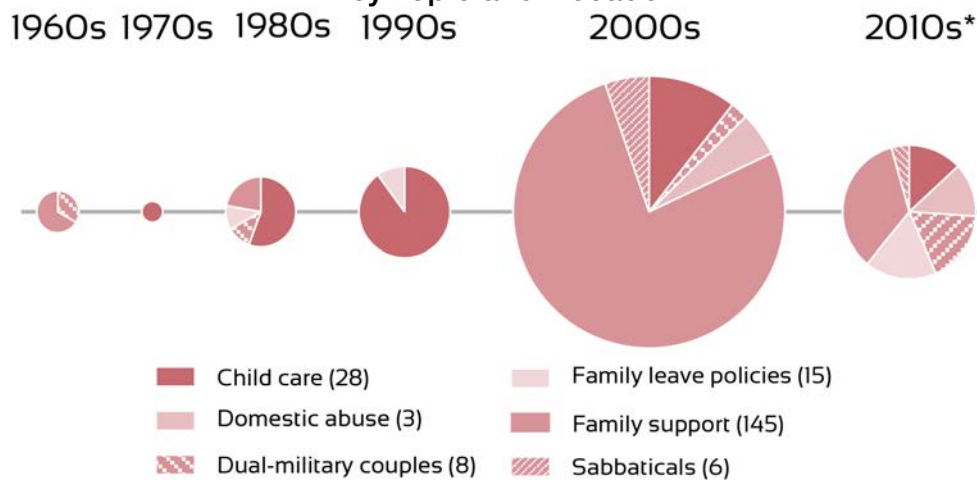 1960s 1970s 1980s 1990s 2000s 2010s*
Child care (28)
Domestic abuse (3)
Dual-military couples (8)
Family leave policies (15)
Family support (145)
Sabbaticals (6)